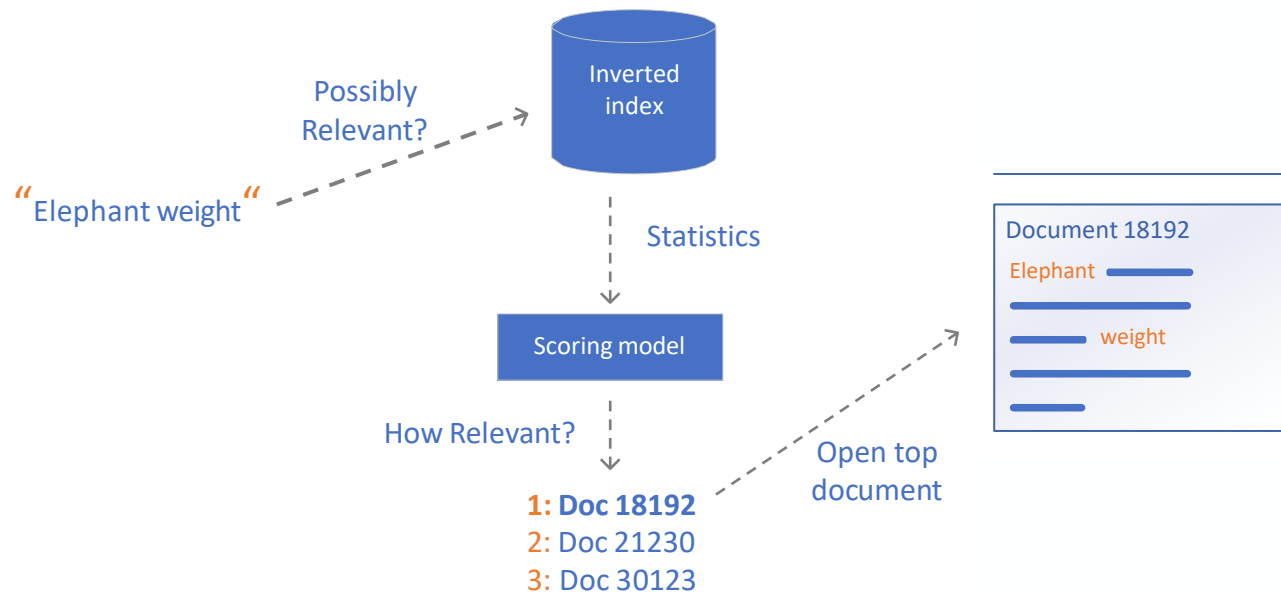 Inverted
index
Possibly
Relevant?
“Elephant weight“
Statistics
Scoring model
How Relevant?
1: Doc 18192
2: Doc 21230
3: Doc 30123
Open top
document
Document 18192
Elephant
weight